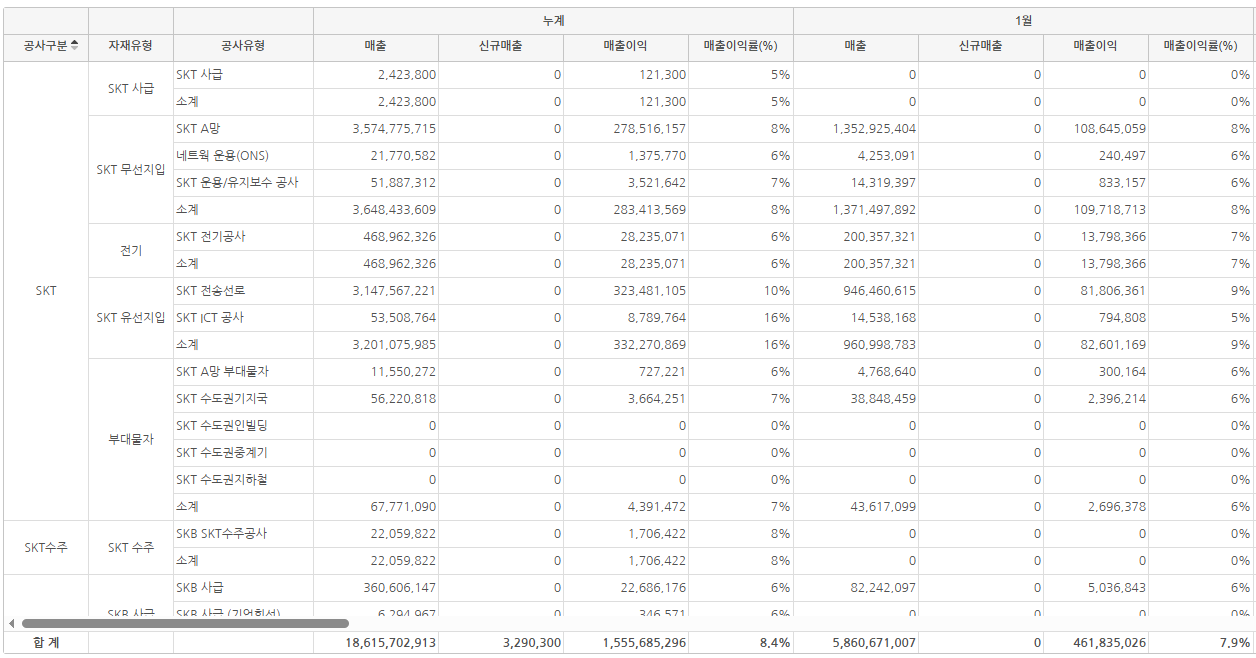 누계 1월
공사구분 자재유형 공사유형 매출 신규매출 매출이익 매출이익률(%) 매출 신규매출 매출이익 매출이익률(%)
SKT SKT 사급 SKT 사급 2,423,800 0 121,300 5% 0 0 0 0%
소계 2,423,800 0 121,300 5% 0 0 0 0%
SKT 무선지입 SKT A망 3,574,775,715 0 278,516,157 8% 1,352,925,404 0 108,645,059 8%
네트웍 운용(ONS) 21,770,582 0 1,375,770 6% 4,253,091 0 240,497 6%
SKT 운용/유지보수 공사 51,887,312 0 3,521,642 7% 14,319,397 0 833,157 6%
소계 3,648,433,609 0 283,413,569 8% 1,371,497,892 0 109,718,713 8%
전기 SKT 전기공사 468,962,326 0 28,235,071 6% 200,357,321 0 13,798,366 7%
소계 468,962,326 0 28,235,071 6% 200,357,321 0 13,798,366 7%
SKT 유선지입 SKT 전송선로 3,147,567,221 0 323,481,105 10% 946,460,615 0 81,806,361 9%
SKT ICT 공사 53,508,764 0 8,789,764 16% 14,538,168 0 794,808 5%
소계 3,201,075,985 0 332,270,869 16% 960,998,783 0 82,601,169 9%
부대물자 SKT A망 부대물자 11,550,272 0 727,221 6% 4,768,640 0 300,164 6%
SKT 수도권기지국 56,220,818 0 3,664,251 7% 38,848,459 0 2,396,214 6%
SKT 수도권인빌딩 0 0 0 0% 0 0 0 0%
SKT 수도권중계기 0 0 0 0% 0 0 0 0%
SKT 수도권지하철 0 0 0 0% 0 0 0 0%
소계 67,771,090 0 4,391,472 7% 43,617,099 0 2,696,378 6%
SKT수주 SKT 수주 SKB SKT수주공사 22,059,822 0 1,706,422 8% 0 0 0 0%
소계 22,059,822 0 1,706,422 8% 0 0 0 0%
SKB 사급 360,606,147 0 22,686,176 6% 82,242,097 0 5,036,843 6%
SKB 사급 SKB 사급 (기업회선) 6,294,967 0 346,571 6% 0 0 0 0%
합 계 18,615,702,913 3,290,300 1,555,685,296 8.4% 5,860,671,007 0 461,835,026 7.9%